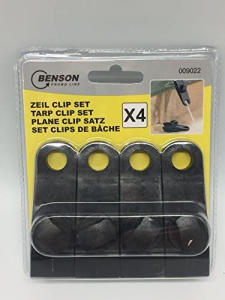 BENSON
PROMO LINE
009022
ZEIL CLIP SET
TARP CLIP SET
PLANE CLIP SATZ
SET CLIPS DE BÂCHE
X4